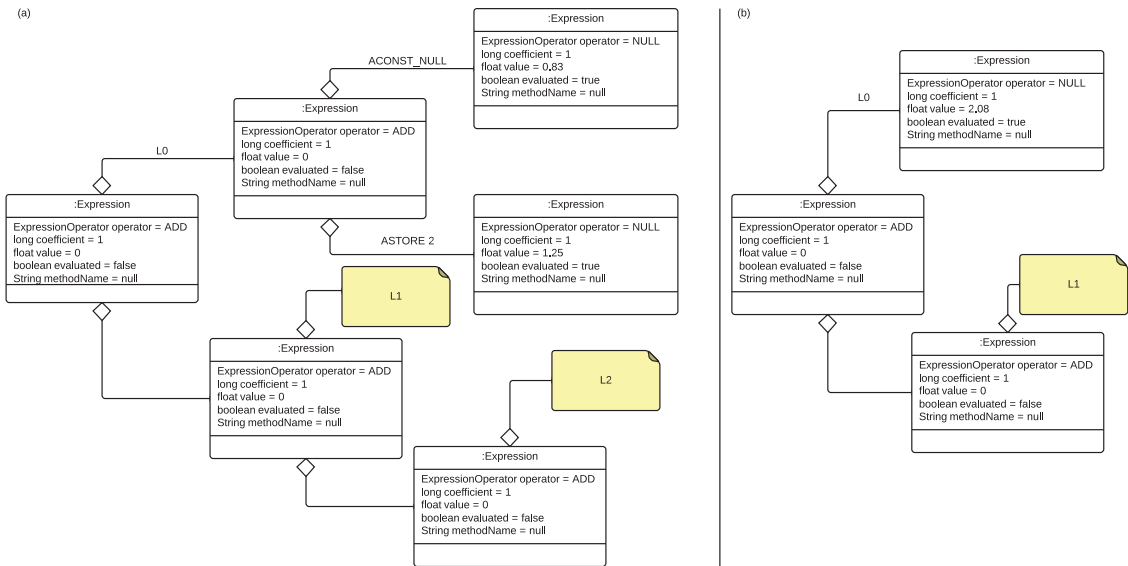 (a)
:Expression
ExpressionOperator operator = NULL
long coefficient = 1
float value = 0.83
boolean evaluated = true
String methodName = null
ACONST_NULL
:Expression
ExpressionOperator operator = ADD
long coefficient = 1
float value = 0
boolean evaluated = false
String methodName = null
L0
:Expression
ExpressionOperator operator = ADD
long coefficient = 1
float value = 0
boolean evaluated = false
String methodName = null
:Expression
ExpressionOperator operator = NULL
long coefficient = 1
float value = 1.25
boolean evaluated = true
String methodName = null
ASTORE 2
L1
:Expression
ExpressionOperator operator = ADD
long coefficient = 1
float value = 0
boolean evaluated = false
String methodName = null
L2
:Expression
ExpressionOperator operator = ADD
long coefficient = 1
float value = 0
boolean evaluated = false
String methodName = null
(b)
:Expression
ExpressionOperator operator = NULL
long coefficient = 1
float value = 2.08
boolean evaluated = true
String methodName = null
L0
:Expression
ExpressionOperator operator = ADD
long coefficient = 1
float value = 0
boolean evaluated = false
String methodName = null
L1
:Expression
ExpressionOperator operator = ADD
long coefficient = 1
float value = 0
boolean evaluated = false
String methodName = null